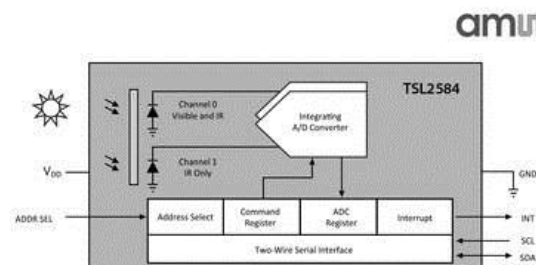 amu
TSL2584
Channel 0
Visible and IR
Integrating
A/D Converter
Channel 1
IR Only
VDD
GND
ADDR SEL
Address Select
Command
Register
ADC
Register
Interrupt
INT
Two-Wire Serial Interface
SCL
SDA